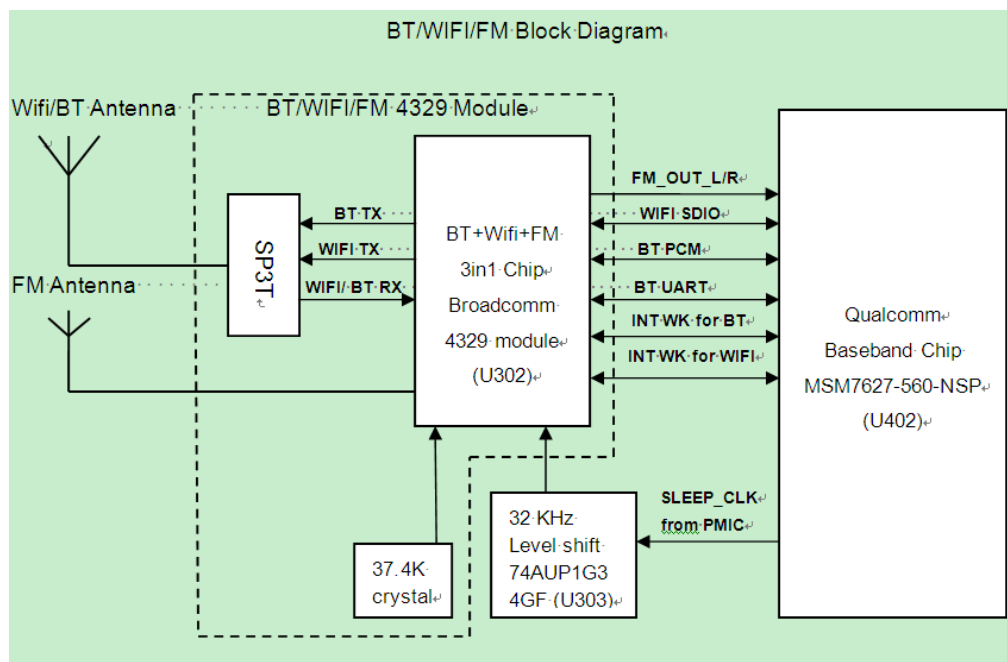 BT/WIFI/FM Block Diagram
Wifi/BT Antenna
BT/WIFI/FM 4329 Module
FM Antenna
SP3T
BT TX
WIFI TX
WIFI/ BT RX
BT+Wifi+FM
3in1 Chip
Broadcomm
4329 module
(U302)
FM_OUT_L/R
WIFI SDIO
BT PCM
BT UART
INT WK for BT
INT WK for WIFI
Qualcomm
Baseband Chip
MSM7627-560-NSP
(U402)
SLEEP_CLK
from PMIC
37.4K
crystal
32 KHz
Level shift
74AUP1G3
4GF (U303)